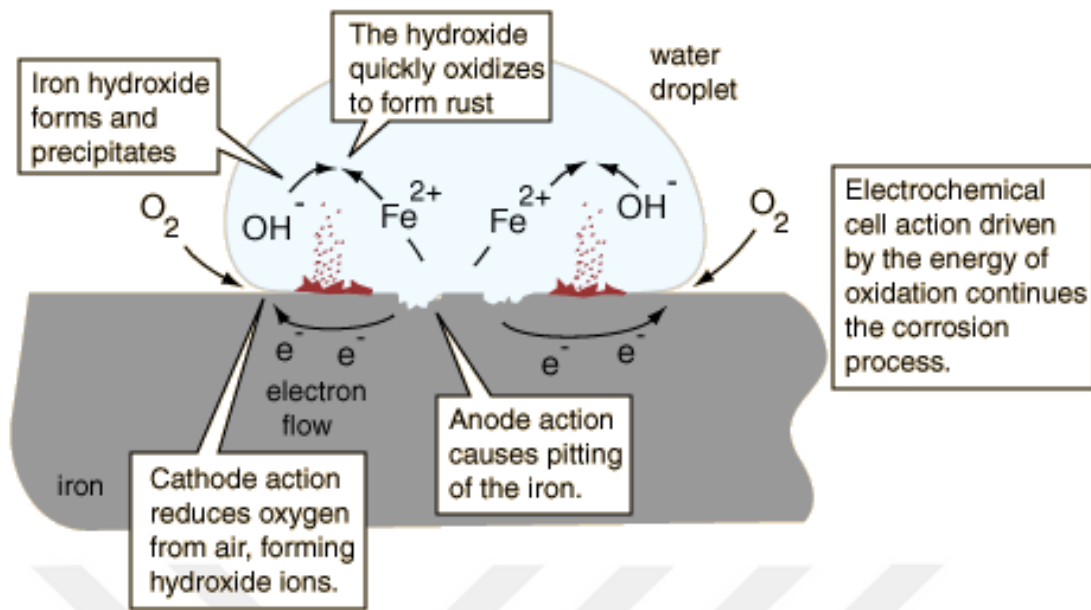 The hydroxide
quickly oxidizes
to form rust
water
droplet
Iron hydroxide
forms and
precipitates
O2
OH-
Fe2+
Fe2+
OH-
O2
Electrochemical
cell action driven
by the energy of
oxidation continues
the corrosion
process.
e-
e-
e-
e-
electron
flow
iron
Cathode action
reduces oxygen
from air, forming
hydroxide ions.
Anode action
causes pitting
of the iron.